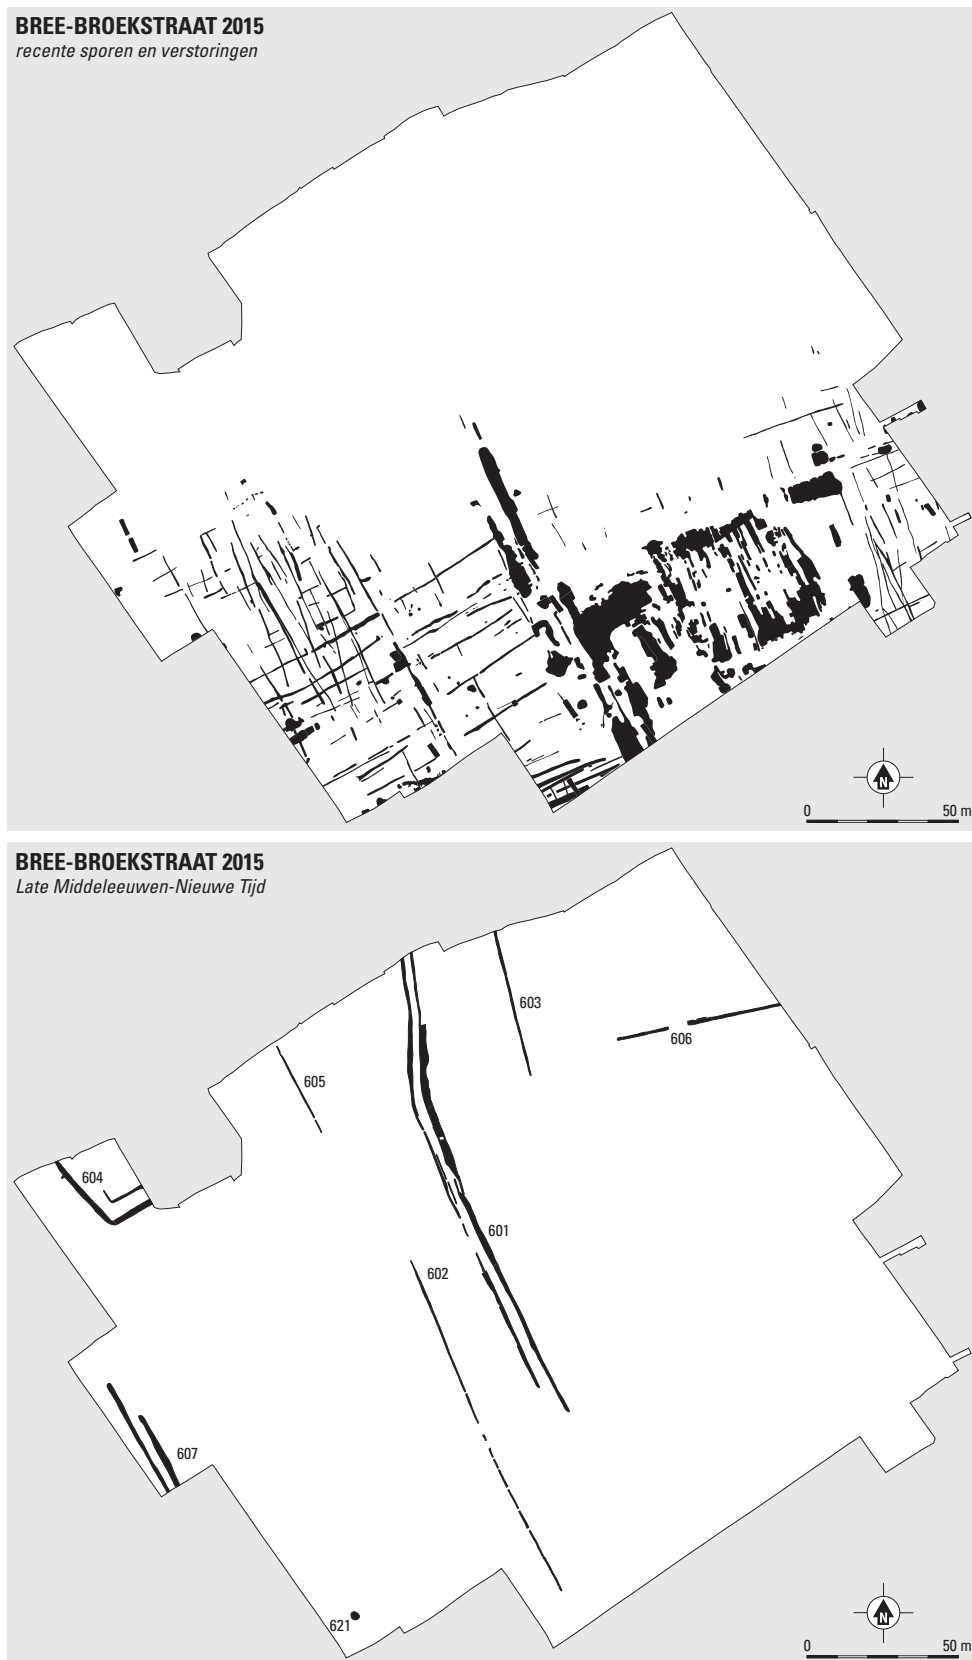 BREE-BROEKSTRAAT 2015
recente sporen en verstoringen
N
0 50 m
BREE-BROEKSTRAAT 2015
Late Middeleeuwen-Nieuwe Tijd
603
606
605
604
601
602
607
621
N
0 50 m